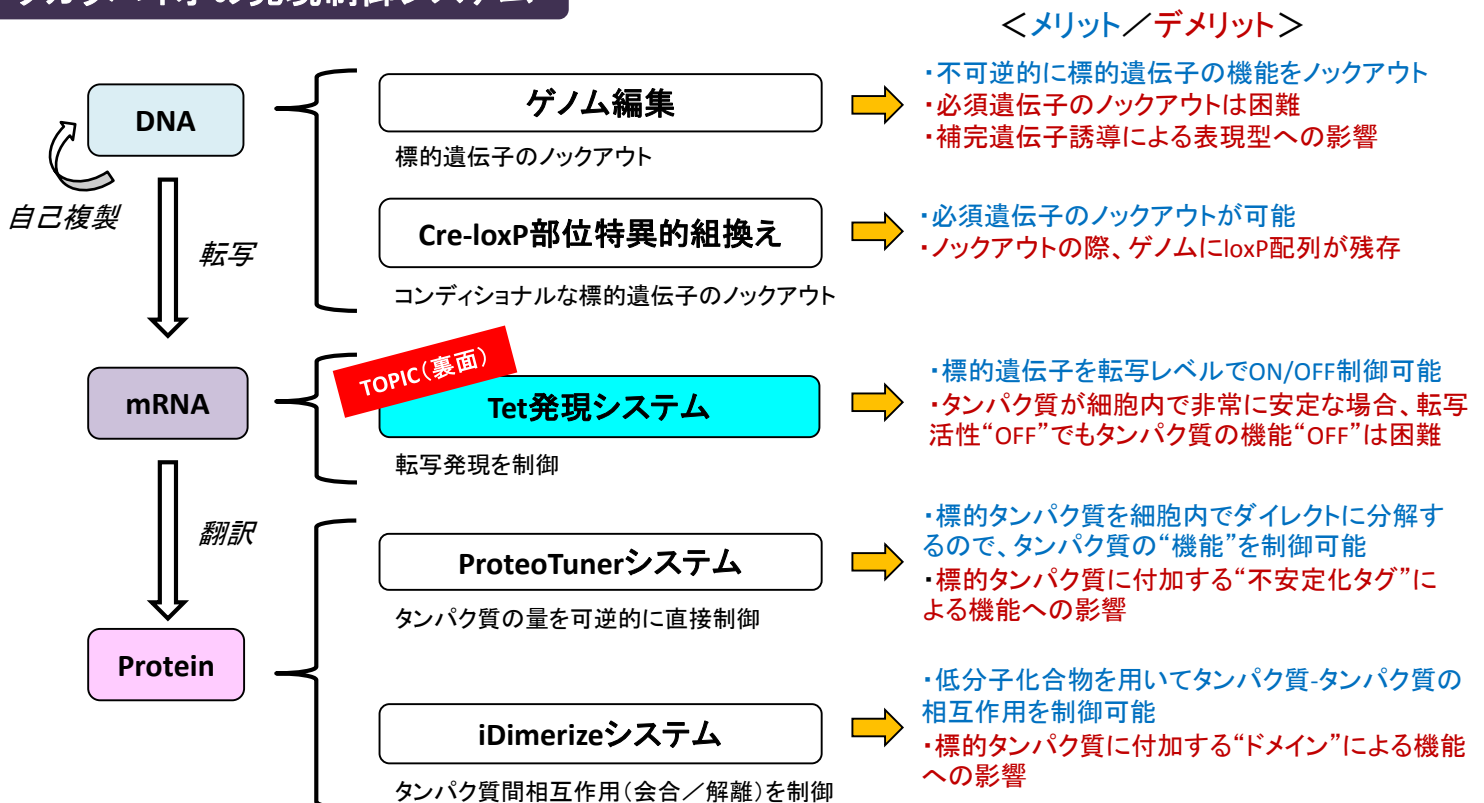 ＜メリット／デメリット＞
DNA
自己複製
転写
mRNA
翻訳
Protein
ゲノム編集
標的遺伝子のノックアウト
・不可逆的に標的遺伝子の機能をノックアウト
・必須遺伝子のノックアウトは困難
・補完遺伝子誘導による表現型への影響
Cre-loxP部位特異的組換え
コンディショナルな標的遺伝子のノックアウト
・必須遺伝子のノックアウトが可能
・ノックアウトの際、ゲノムにloxP配列が残存
TOPIC（裏面）
Tet発現システム
転写発現を制御
・標的遺伝子を転写レベルでON/OFF制御可能
・タンパク質が細胞内で非常に安定な場合、転写
活性“OFF”でもタンパク質の機能“OFF”は困難
ProteoTunerシステム
タンパク質の量を可逆的に直接制御
・標的タンパク質を細胞内でダイレクトに分解す
るので、タンパク質の“機能”を制御可能
・標的タンパク質に付加する“不安定化タグ”に
よる機能への影響
iDimerizeシステム
タンパク質間相互作用（会合／解離）を制御
・低分子化合物を用いてタンパク質-タンパク質の
相互作用を制御可能
・標的タンパク質に付加する“ドメイン”による機能
への影響